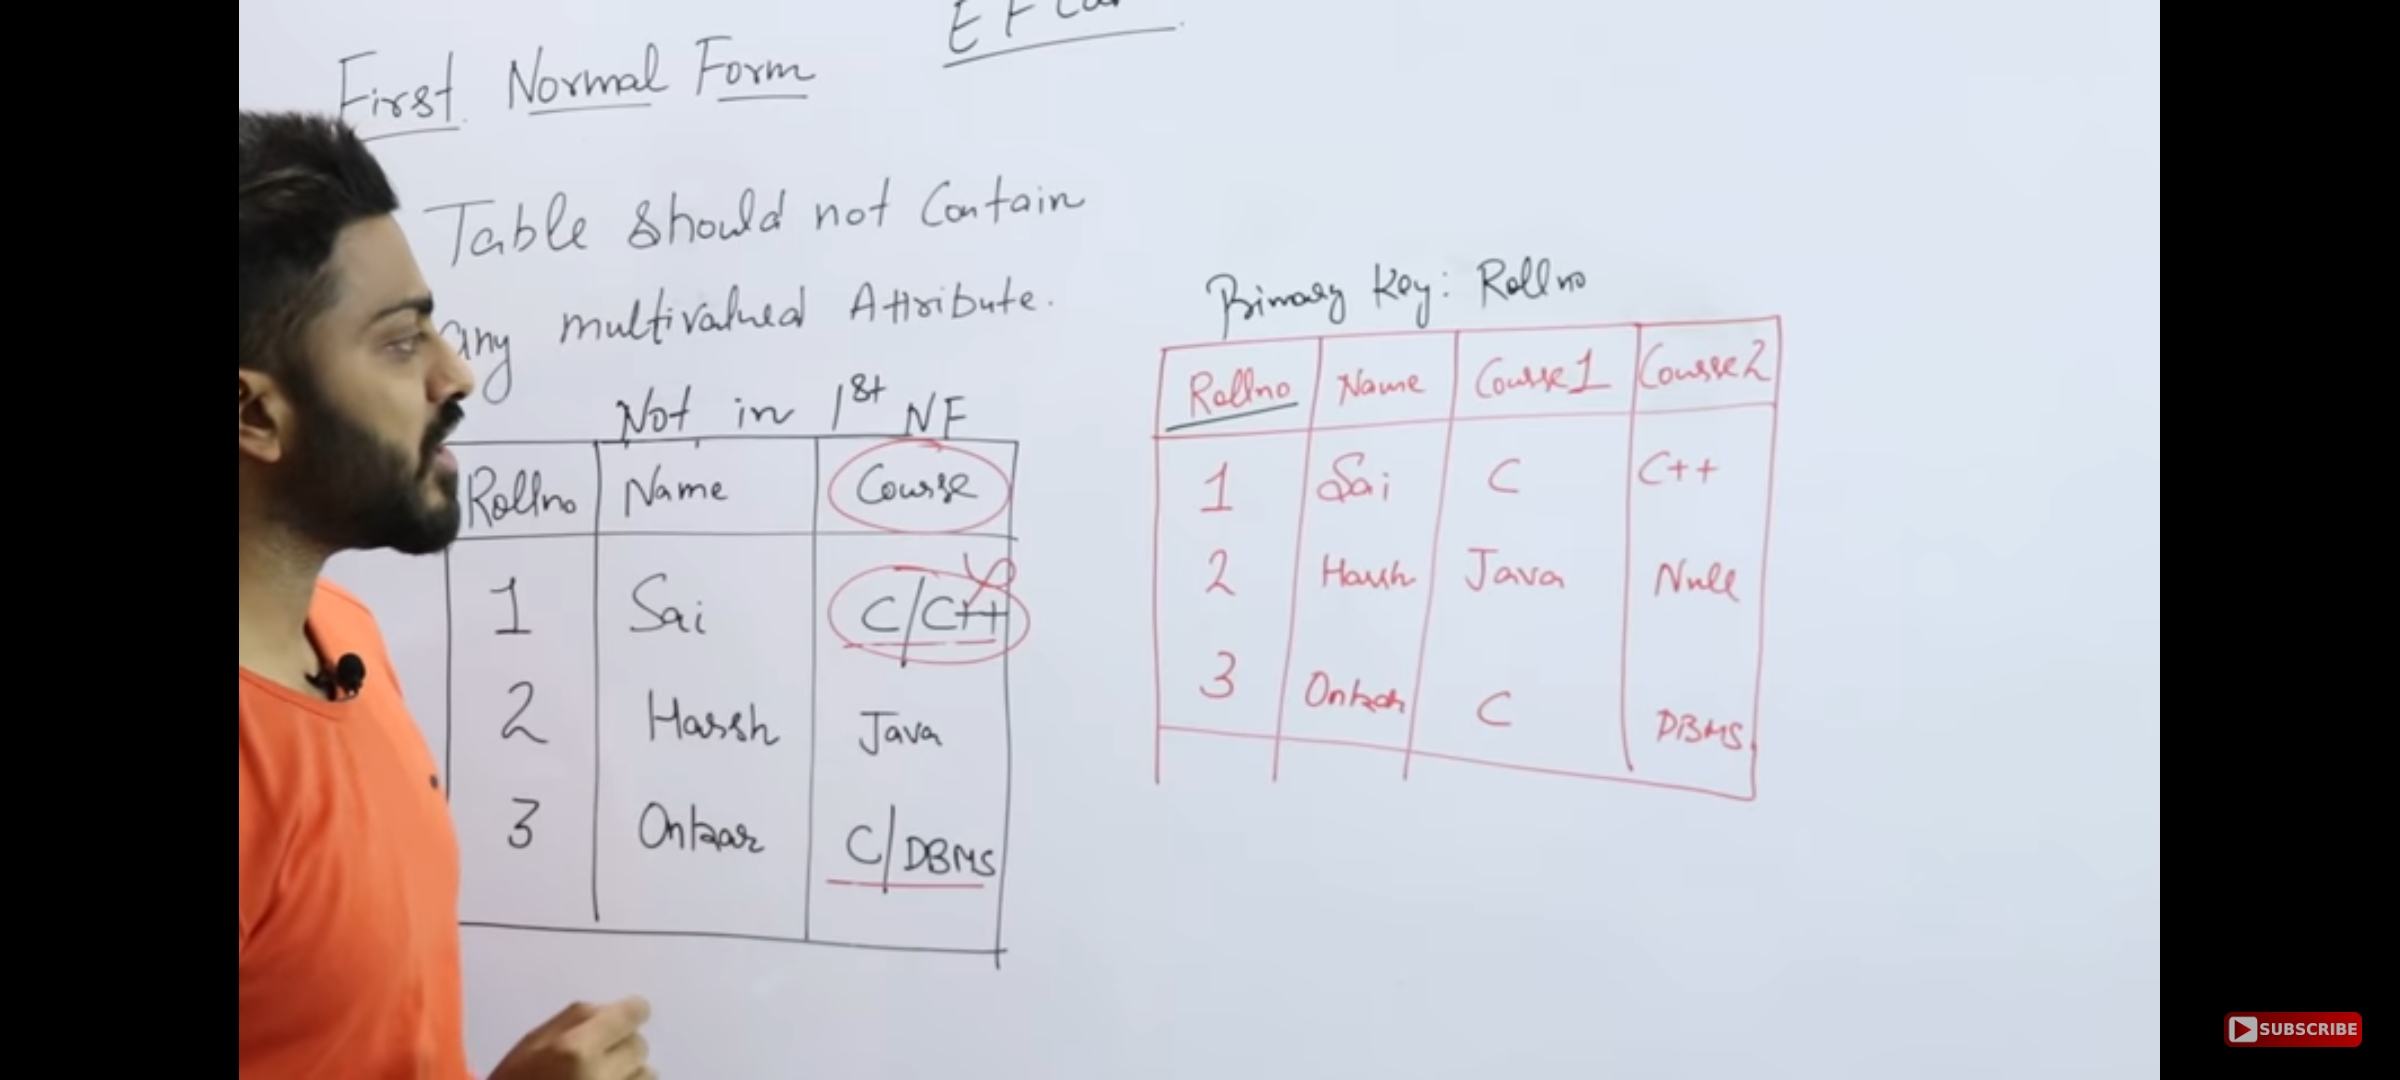 First Normal Form
Table should not Contain
any multivalued Attribute.
Not in 1st NF
Rollno Name Course
1 Sai C/C++
2 Harsh Java
3 Onkar C/DBMS
Primary Key: Rollno
Rollno Name Course1 Course2
1 Sai C C++
2 Harsh Java Null
3 Onkar C DBMS
SUBSCRIBE